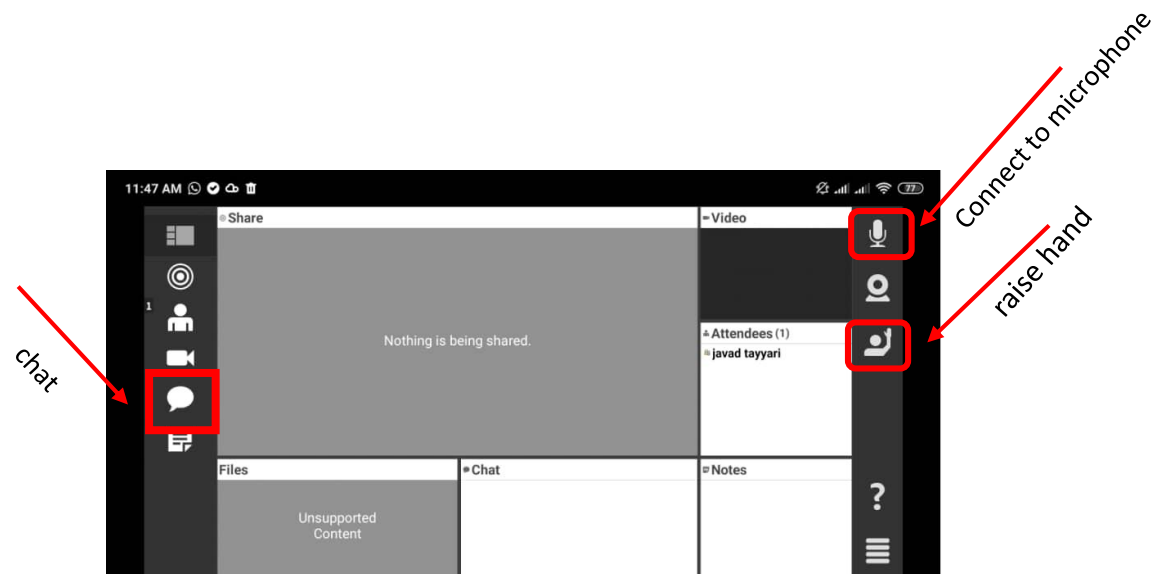 Connect to microphone
11:47 AM
77
Share
Video
raise hand
1
Nothing is being shared.
Attendees (1)
javad tayyari
chat
Files
Chat
Notes
?
Unsupported
Content